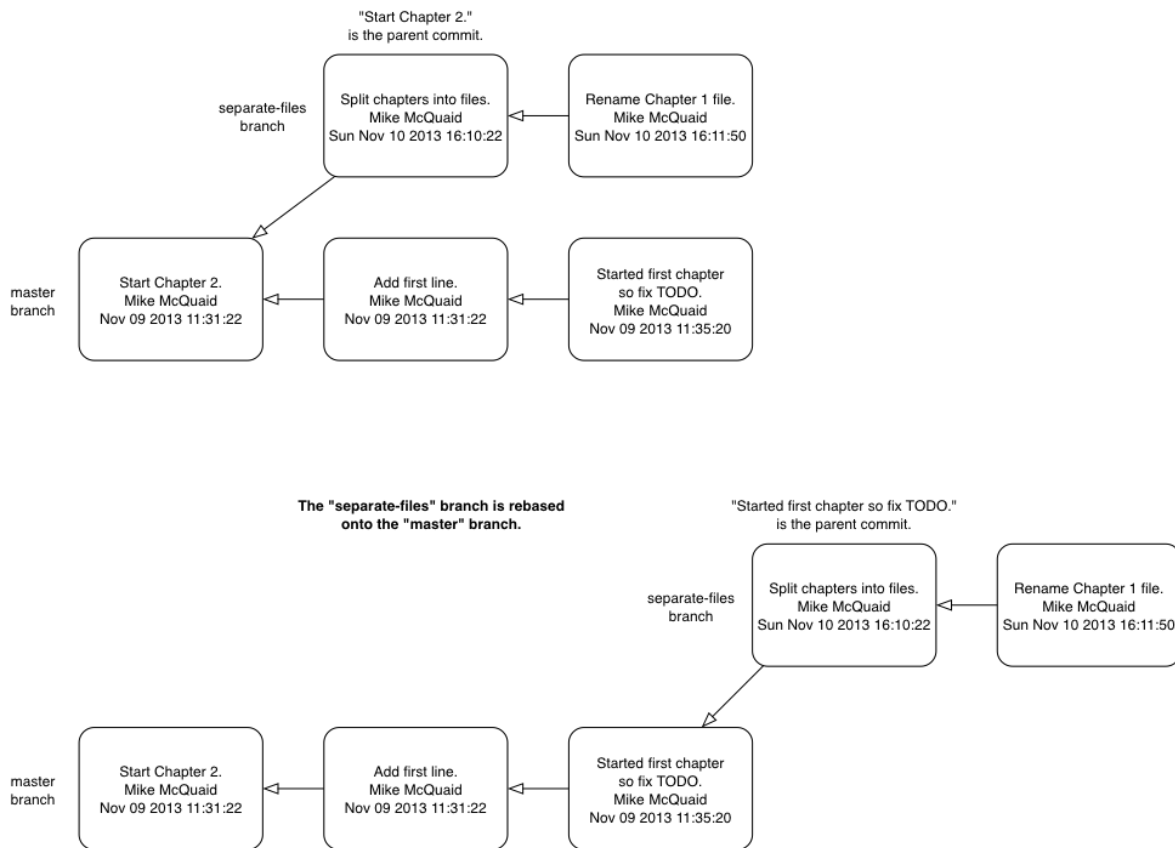 "Start Chapter 2."
is the parent commit.
separate-files
branch
Split chapters into files.
Mike McQuaid
Sun Nov 10 2013 16:10:22
Rename Chapter 1 file.
Mike McQuaid
Sun Nov 10 2013 16:11:50
master
branch
Start Chapter 2.
Mike McQuaid
Nov 09 2013 11:31:22
Add first line.
Mike McQuaid
Nov 09 2013 11:31:22
Started first chapter
so fix TODO.
Mike McQuaid
Nov 09 2013 11:35:20
The "separate-files" branch is rebased
onto the "master" branch.
"Started first chapter so fix TODO."
is the parent commit.
separate-files
branch
Split chapters into files.
Mike McQuaid
Sun Nov 10 2013 16:10:22
Rename Chapter 1 file.
Mike McQuaid
Sun Nov 10 2013 16:11:50
master
branch
Start Chapter 2.
Mike McQuaid
Nov 09 2013 11:31:22
Add first line.
Mike McQuaid
Nov 09 2013 11:31:22
Started first chapter
so fix TODO.
Mike McQuaid
Nov 09 2013 11:35:20